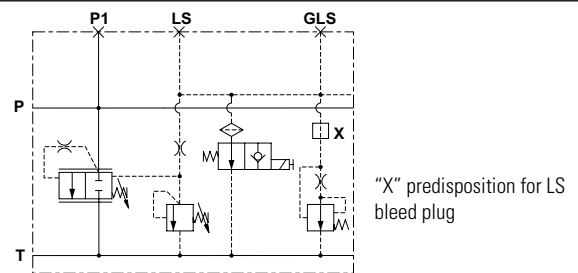 P1 LS GLS
P
X
"X" predisposition for LS
bleed plug
T